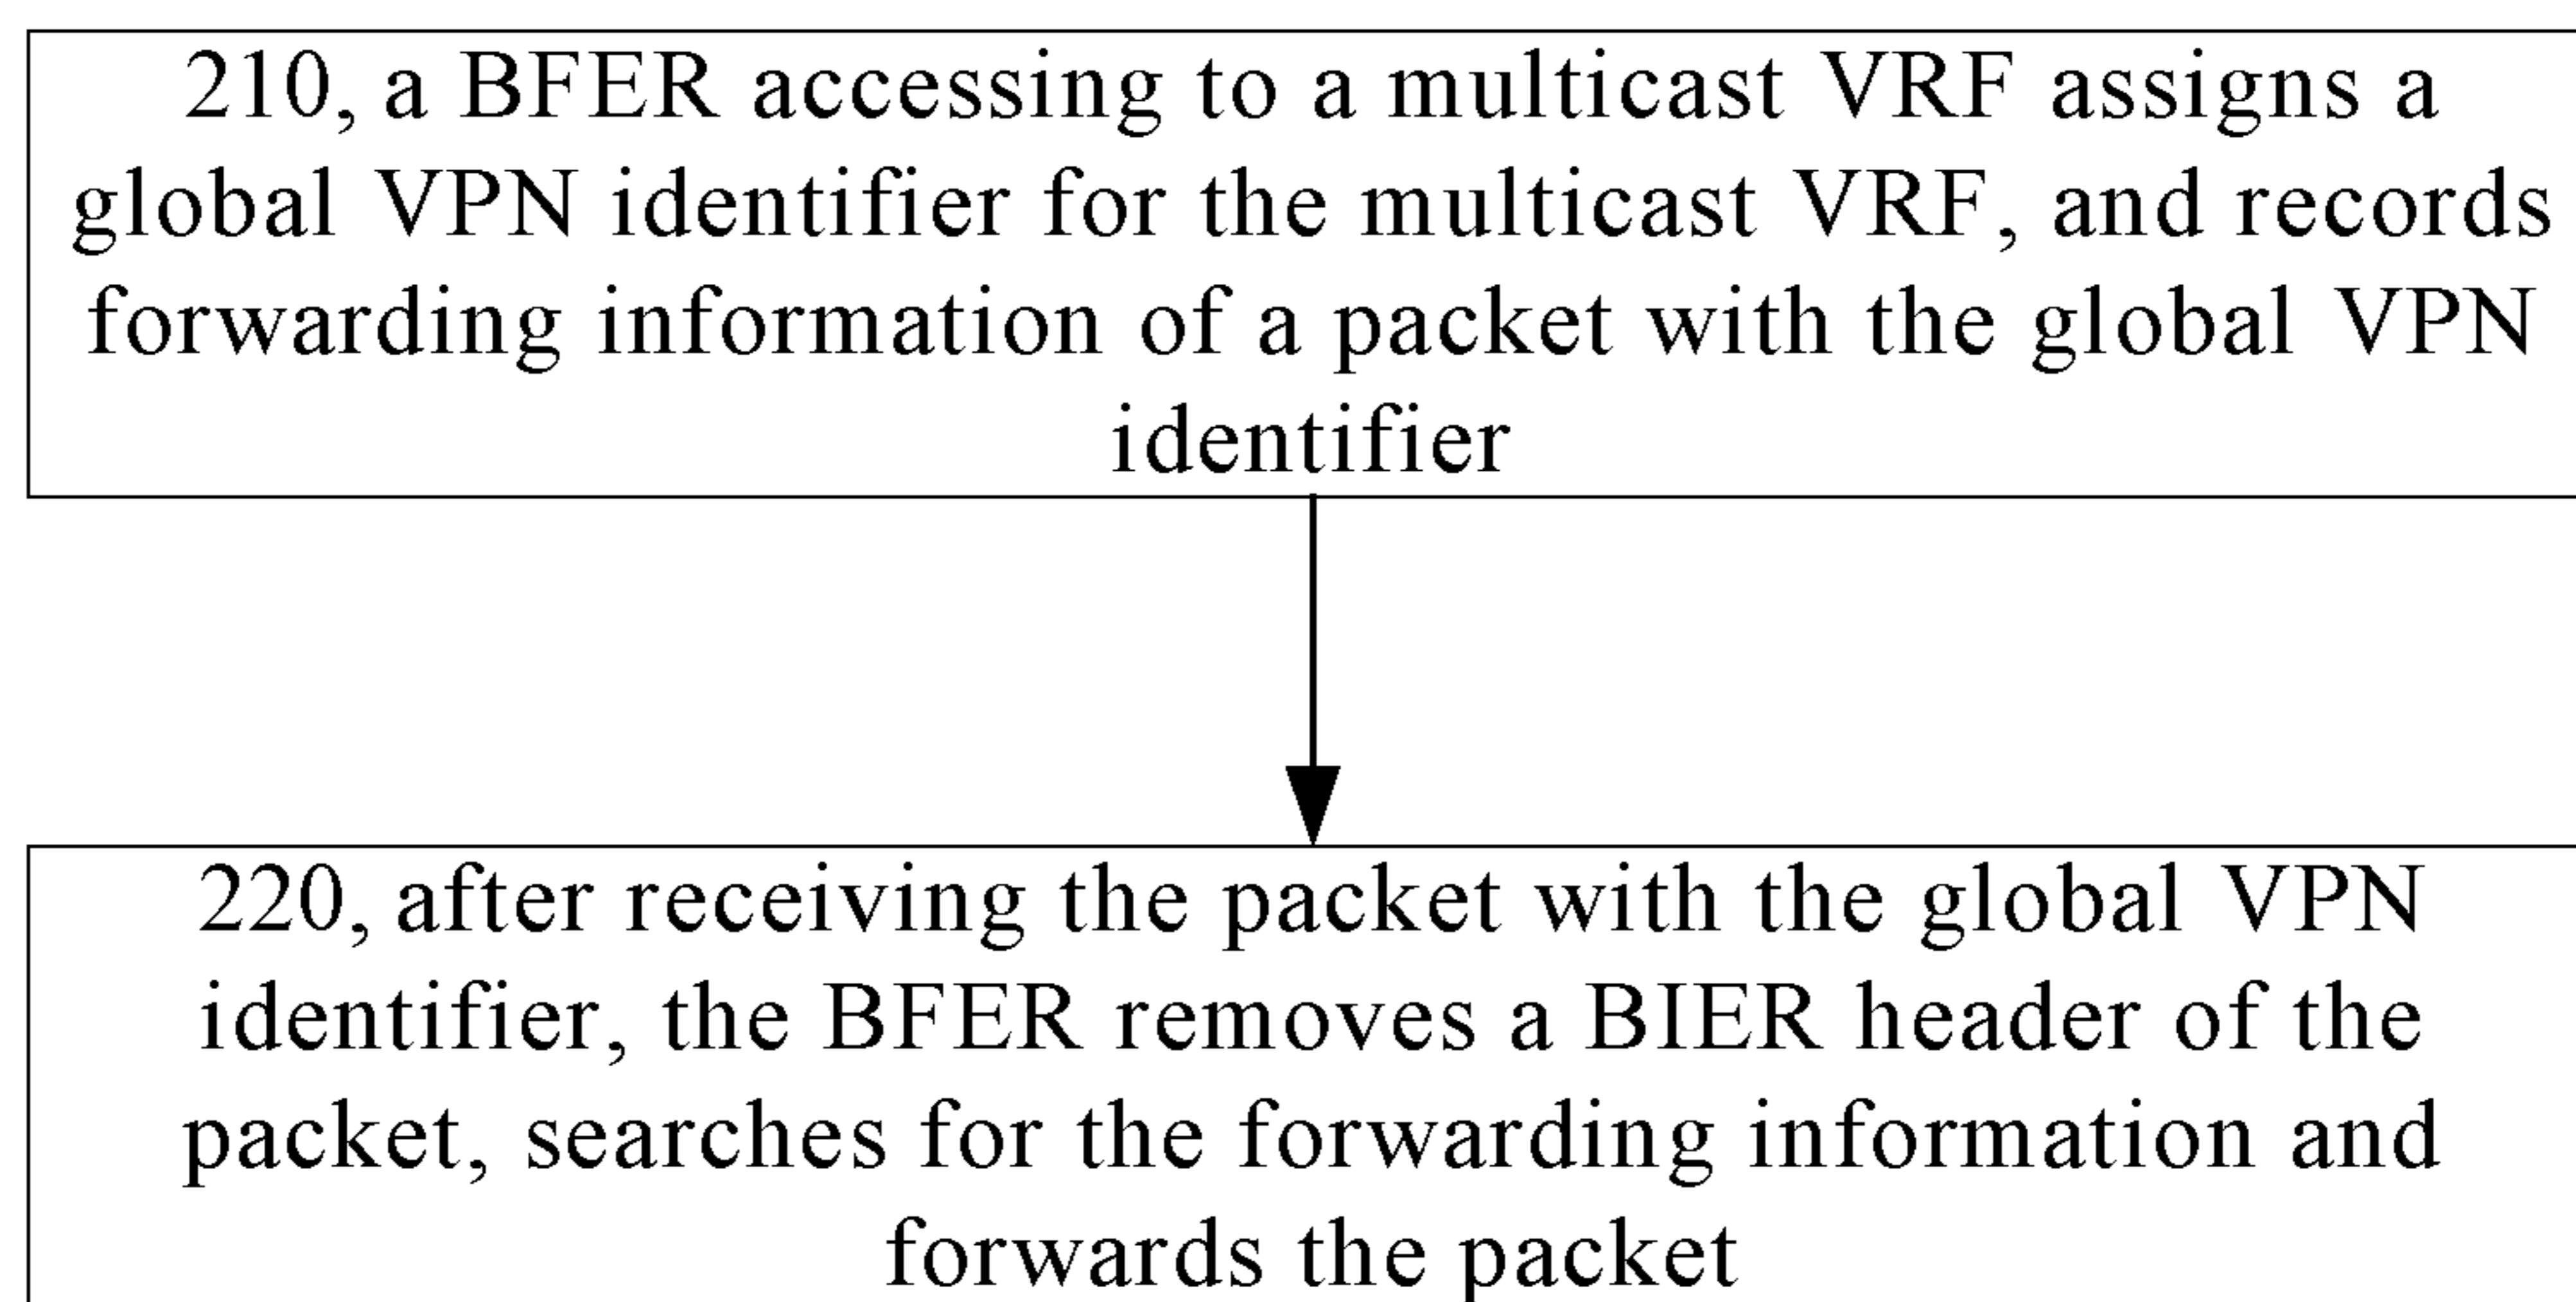 210, a BFER accessing to a multicast VRF assigns a
global VPN identifier for the multicast VRF, and records
forwarding information of a packet with the global VPN
identifier
220, after receiving the packet with the global VPN
identifier, the BFER removes a BIER header of the
packet, searches for the forwarding information and
forwards the packet